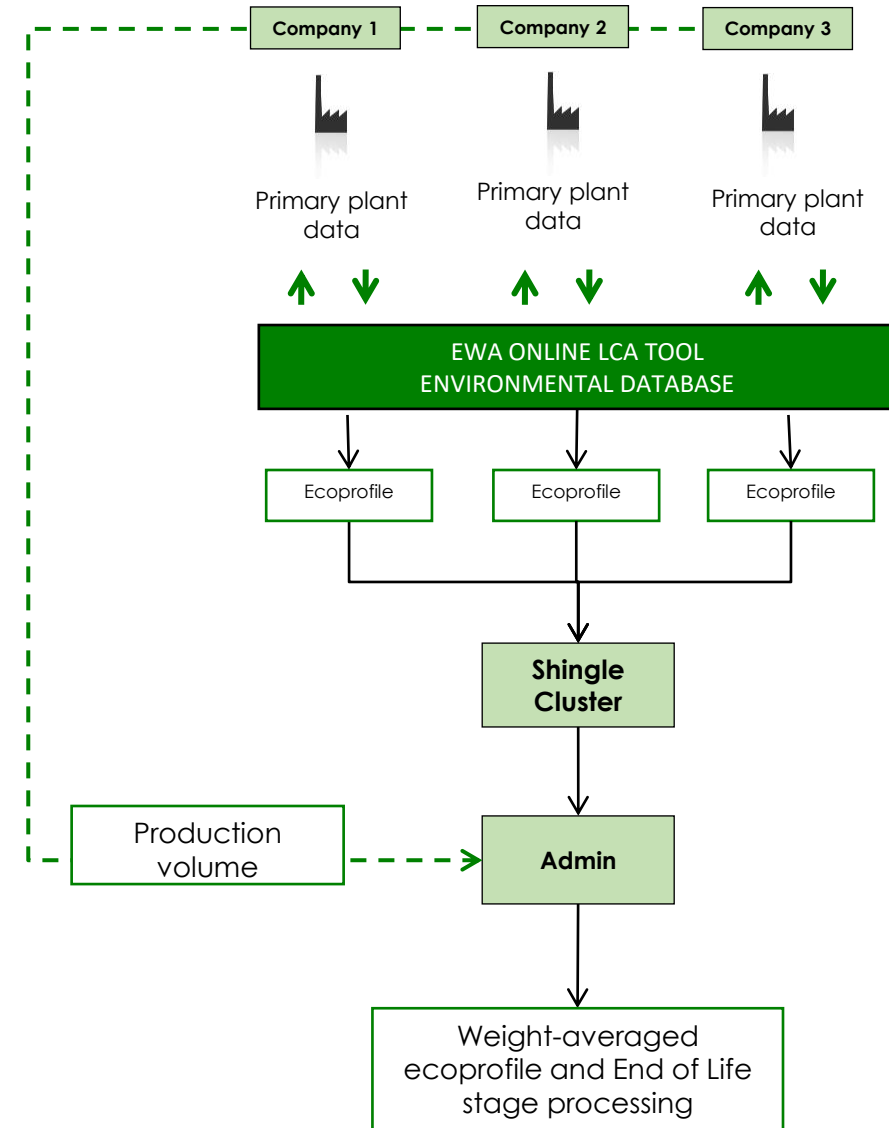 Company 1
Company 2
Company 3
Primary plant
data
Primary plant
data
Primary plant
data
EWA ONLINE LCA TOOL
ENVIRONMENTAL DATABASE
Ecoprofile
Ecoprofile
Ecoprofile
Shingle
Cluster
Production
volume
Admin
Weight-averaged
ecoprofile and End of Life
stage processing